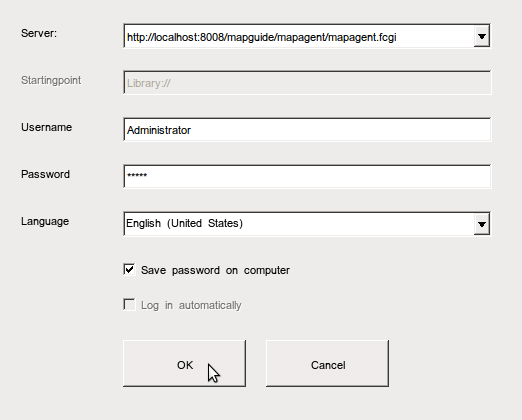 Server: http://localhost:8008/mapguide/mapagent/mapagent.fcgi
Startingpoint Library://
Username Administrator
Password *****
Language English (United States)
Save password on computer
Log in automatically
OK Cancel